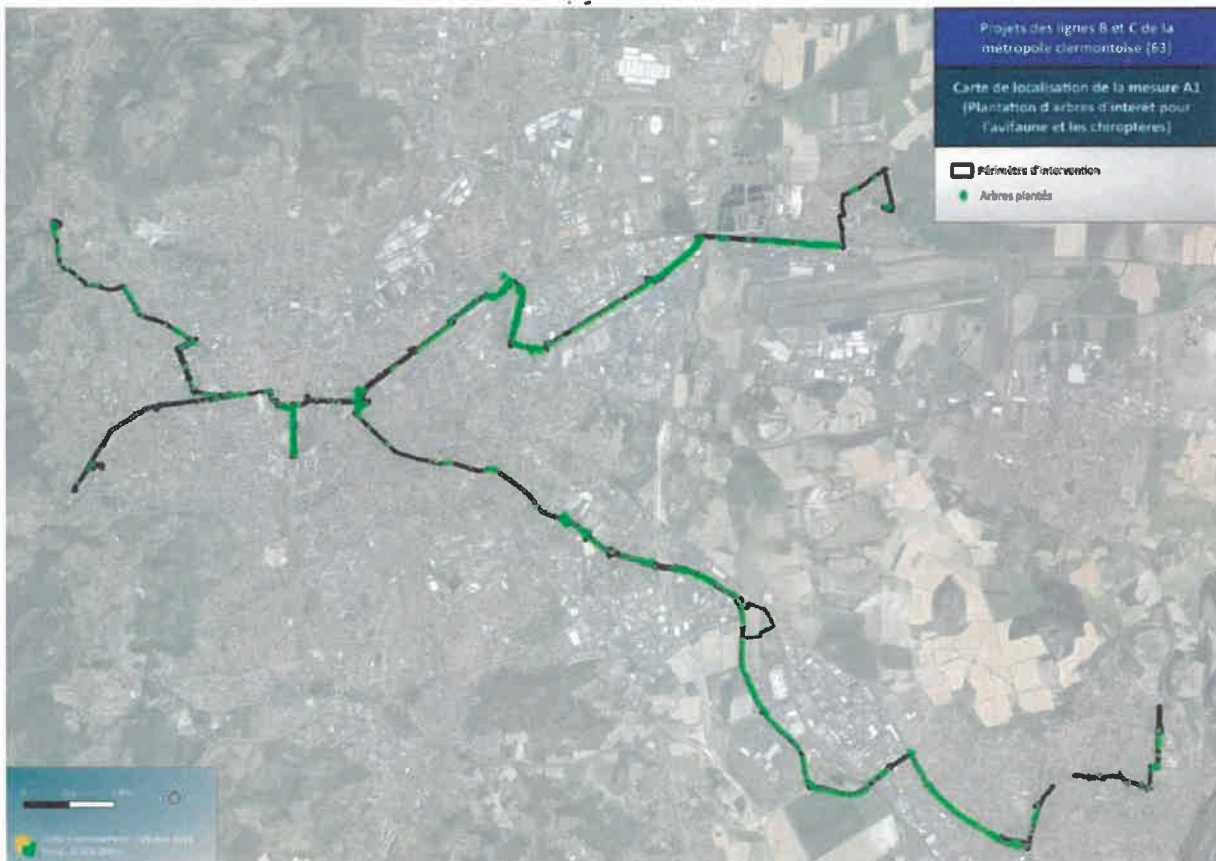 Projets des lignes B et C de la
métropole clermontoise (63)
Carte de localisation de la mesure A1
(Plantation d'arbres d'intérêt pour
l'avifaune et les chiroptères)
Périmètre d'intervention
Arbres plantés